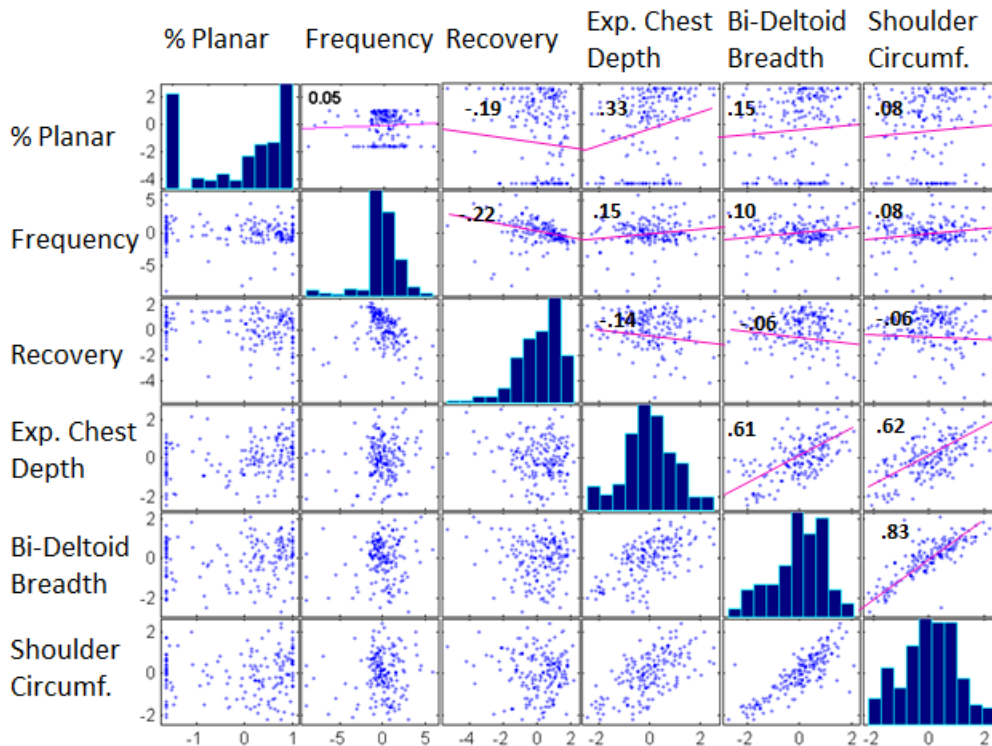 % Planar Frequency Recovery Exp. Chest Depth Bi-Deltoid Breadth Shoulder Circumf.
% Planar 2 0 -2 -4 0.05 -.19 .33 .15 .08
Frequency 5 0 -5 -.22 .15 .10 .08
Recovery 2 0 -2 -4 -.14 -.06 -.06
Exp. Chest Depth 2 0 -2 .61 .62
Bi-Deltoid Breadth 2 0 -2 .83
Shoulder Circumf. 2 0 -2
-1 0 1 -5 0 5 -4 -2 0 2 -2 0 2 -2 0 2 -2 0 2